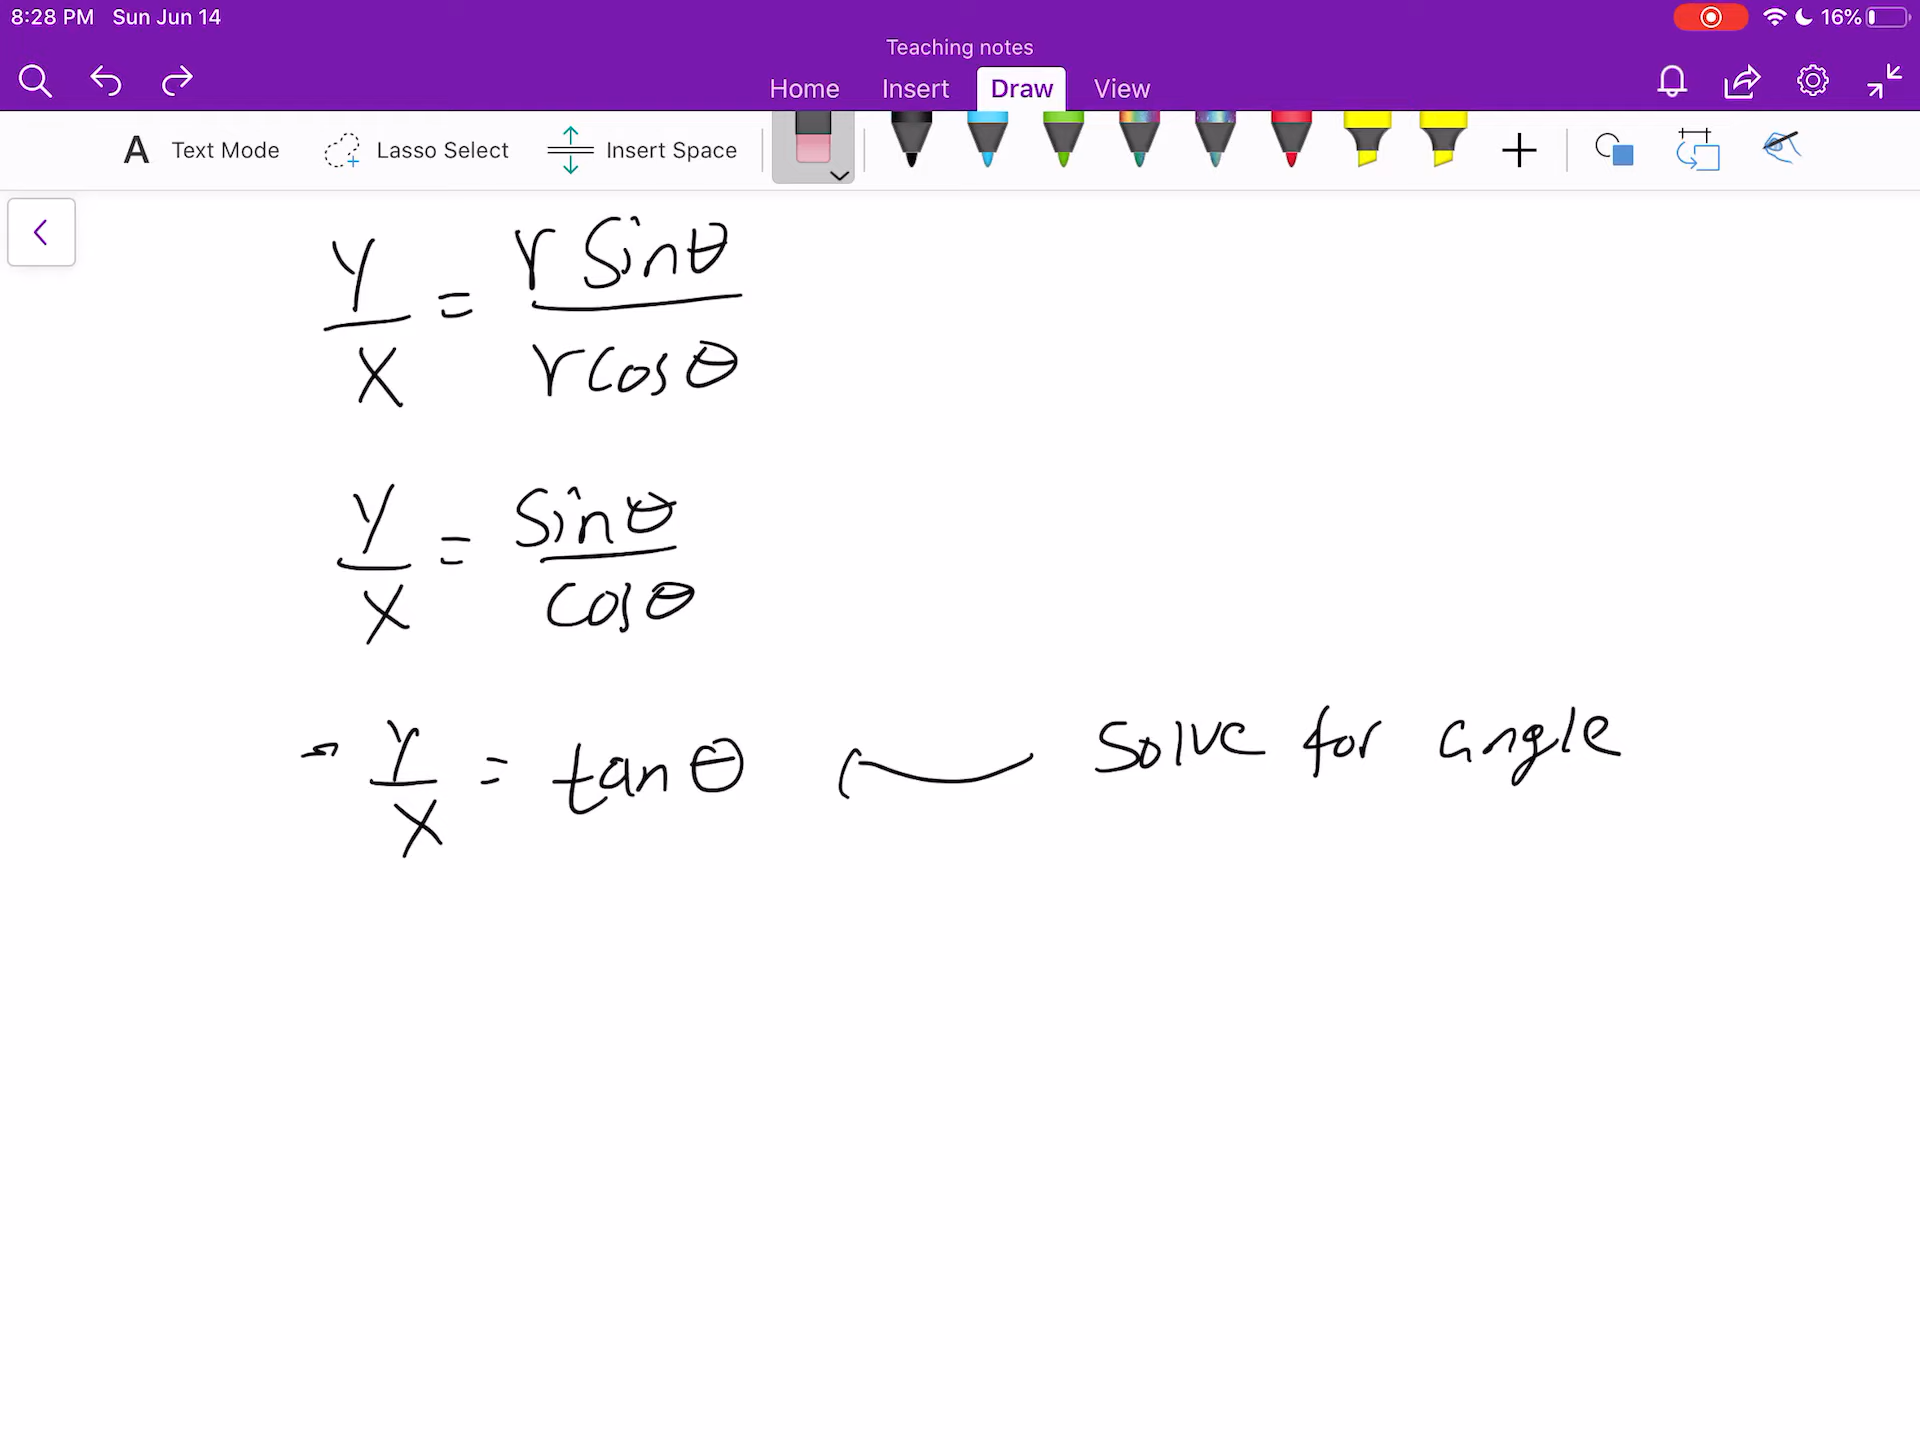 8:28 PM Sun Jun 14 16%
Teaching notes
Home Insert Draw View
A Text Mode Lasso Select Insert Space
Y/X = r Sinθ / r cosθ
Y/X = Sinθ / cosθ
Y/X = tan θ Solve for angle